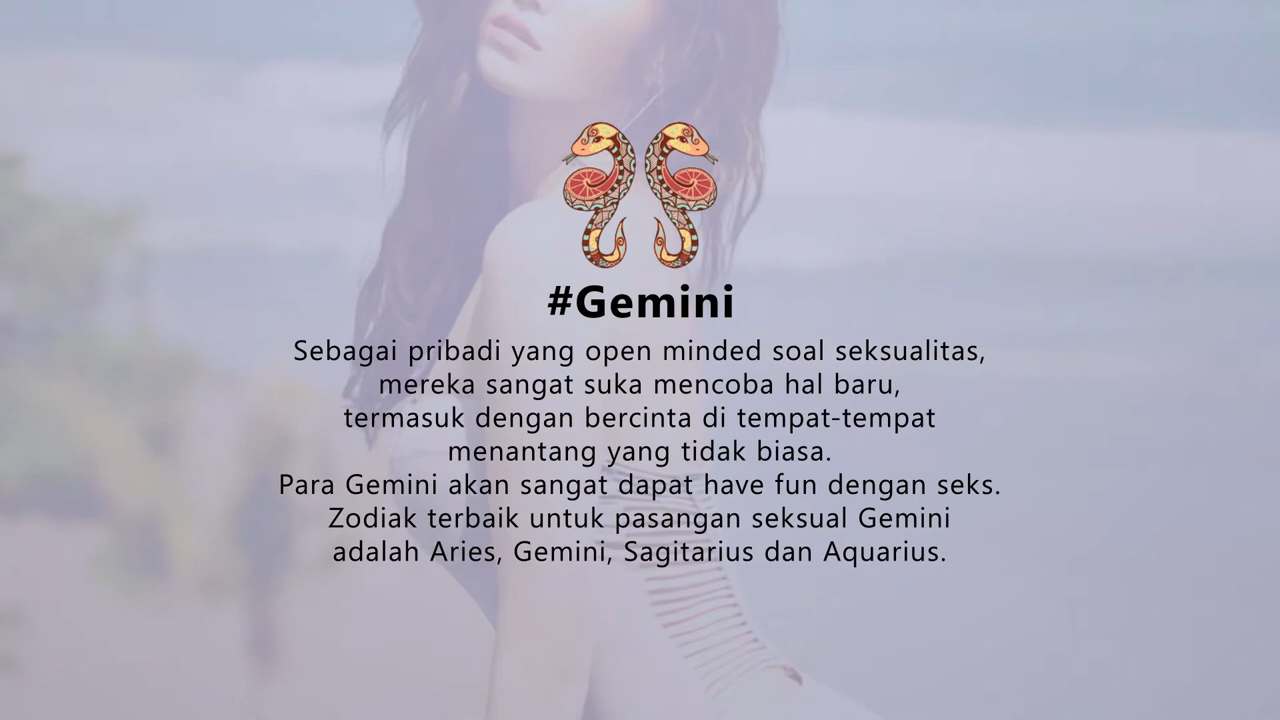 #Gemini
Sebagai pribadi yang open minded soal seksualitas,
mereka sangat suka mencoba hal baru,
termasuk dengan bercinta di tempat-tempat
menantang yang tidak biasa.
Para Gemini akan sangat dapat have fun dengan seks.
Zodiak terbaik untuk pasangan seksual Gemini
adalah Aries, Gemini, Sagitarius dan Aquarius.